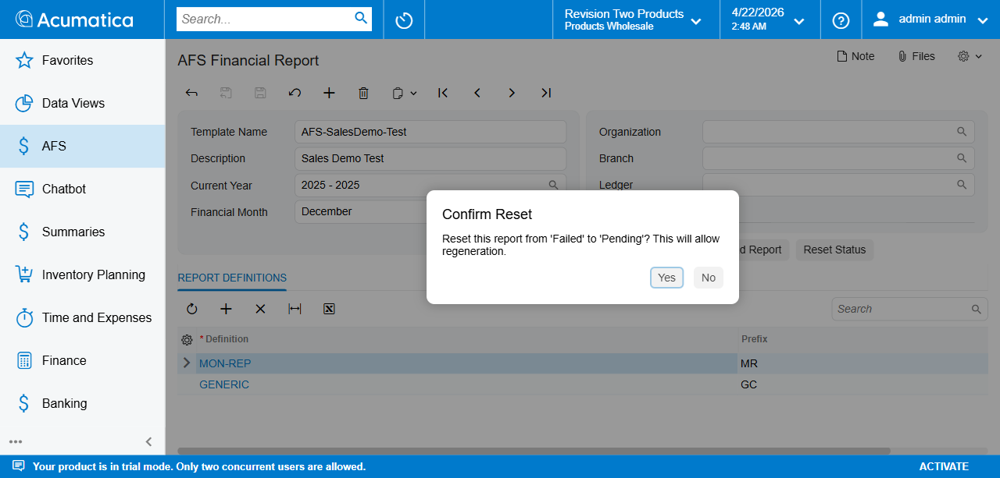 Acumatica
Search...
Revision Two Products
Products Wholesale
4/22/2026
2:48 AM
admin admin
Favorites
Data Views
AFS
Chatbot
Summaries
Inventory Planning
Time and Expenses
Finance
Banking
AFS Financial Report
Note
Files
Template Name
AFS-SalesDemo-Test
Description
Sales Demo Test
Current Year
2025 - 2025
Financial Month
December
Organization
Branch
Ledger
Confirm Reset
Reset this report from 'Failed' to 'Pending'? This will allow
regeneration.
Yes
No
Report
Reset Status
REPORT DEFINITIONS
Search
* Definition
Prefix
MON-REP
MR
GENERIC
GC
Your product is in trial mode. Only two concurrent users are allowed.
ACTIVATE